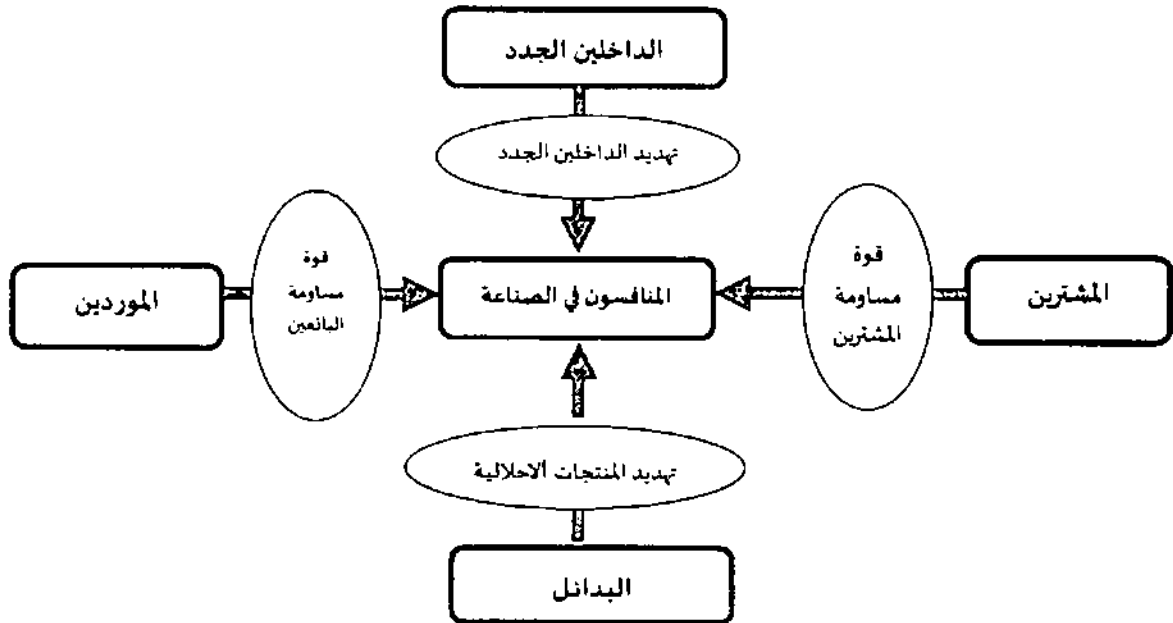 الداخلين الجدد
تهديد الداخلين الجدد
المشترين
قوة
مساومة
المشترين
المنافسون في الصناعة
قوة
مساومة
البائعين
الموردين
تهديد المنتجات الاحلالية
البدائل